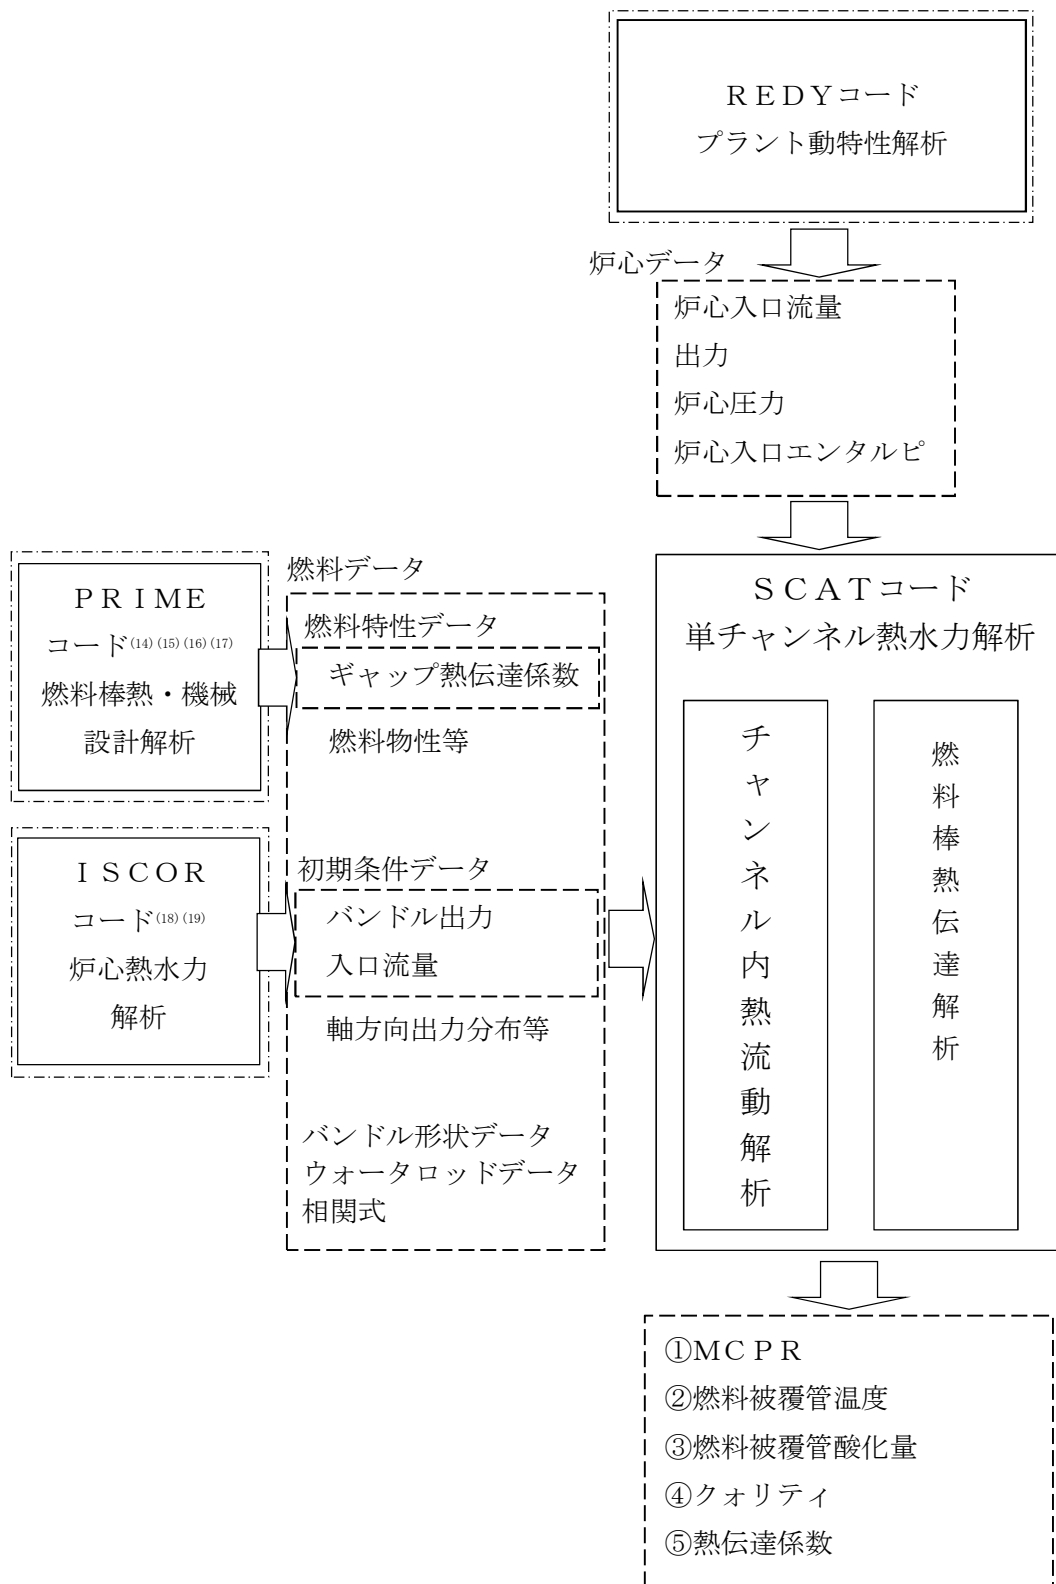 ＲＥＤＹコード
プラント動特性解析
炉心データ
炉心入口流量
出力
炉心圧力
炉心入口エンタルピ
ＰＲＩＭＥ
コード(14)(15)(16)(17)
燃料棒熱・機械
設計解析
燃料データ
燃料特性データ
ギャップ熱伝達係数
燃料物性等
ＩＳＣＯＲ
コード(18)(19)
炉心熱水力
解析
初期条件データ
バンドル出力
入口流量
軸方向出力分布等
バンドル形状データ
ウォータロッドデータ
相関式
ＳＣＡＴコード
単チャンネル熱水力解析
チャンネル内熱流動解析
燃料棒熱伝達解析
①ＭＣＰＲ
②燃料被覆管温度
③燃料被覆管酸化量
④クォリティ
⑤熱伝達係数